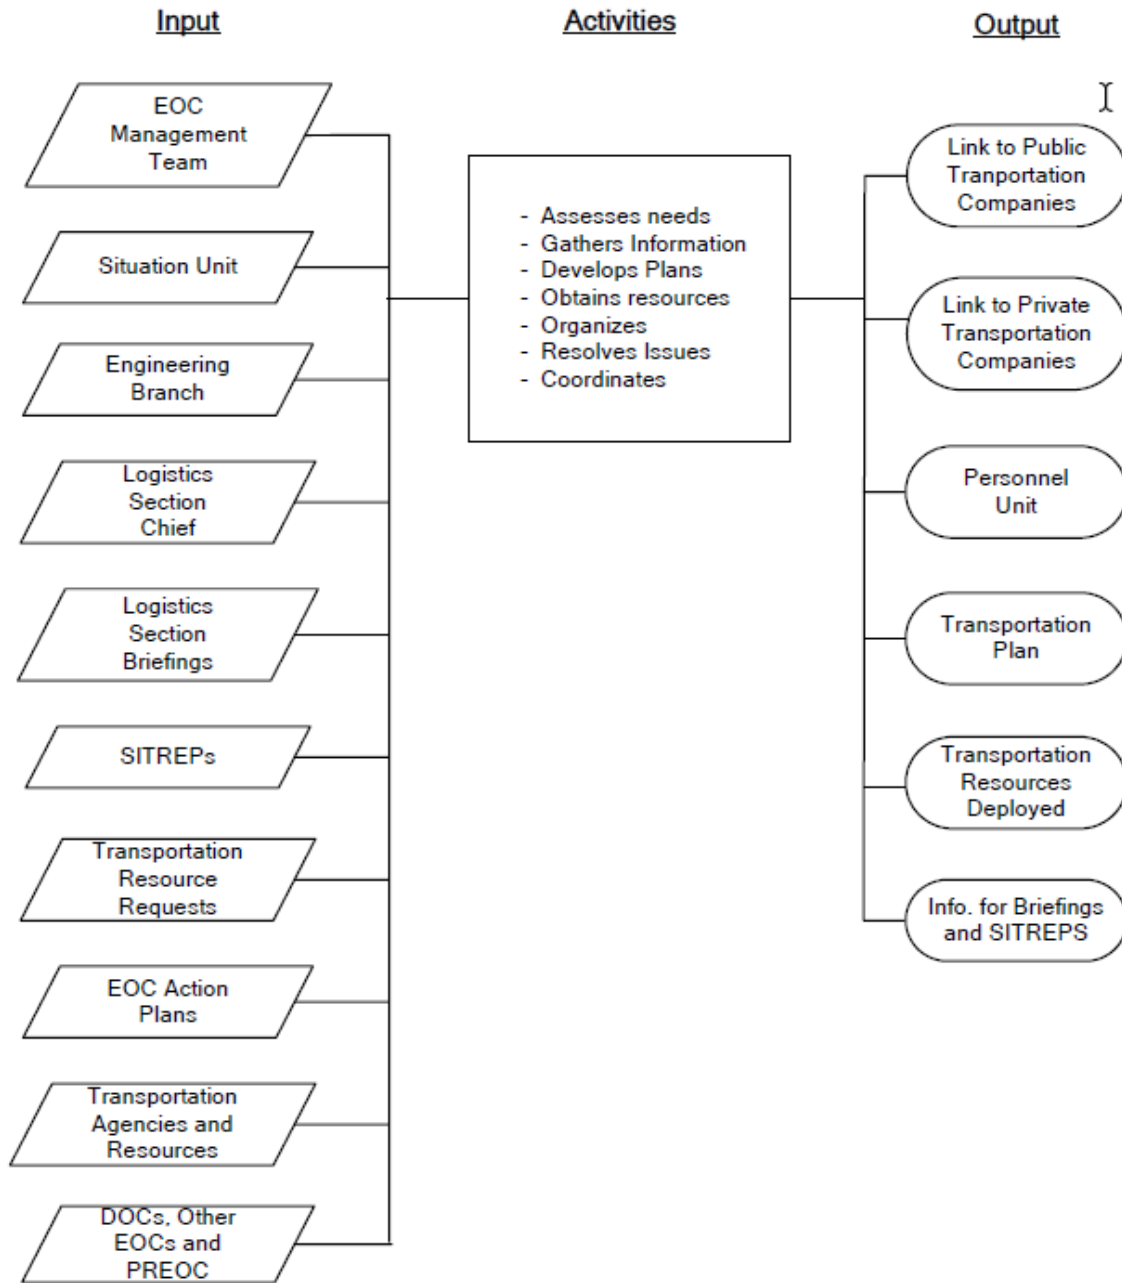 Input
Activities
Output
EOC
Management
Team
Situation Unit
Engineering
Branch
Logistics
Section
Chief
Logistics
Section
Briefings
SITREPs
Transportation
Resource
Requests
EOC Action
Plans
Transportation
Agencies and
Resources
DOCs, Other
EOCs and
PREOC
- Assesses needs
- Gathers Information
- Develops Plans
- Obtains resources
- Organizes
- Resolves Issues
- Coordinates
Link to Public
Tranportation
Companies
Link to Private
Transportation
Companies
Personnel
Unit
Transportation
Plan
Transportation
Resources
Deployed
Info. for Briefings
and SITREPS